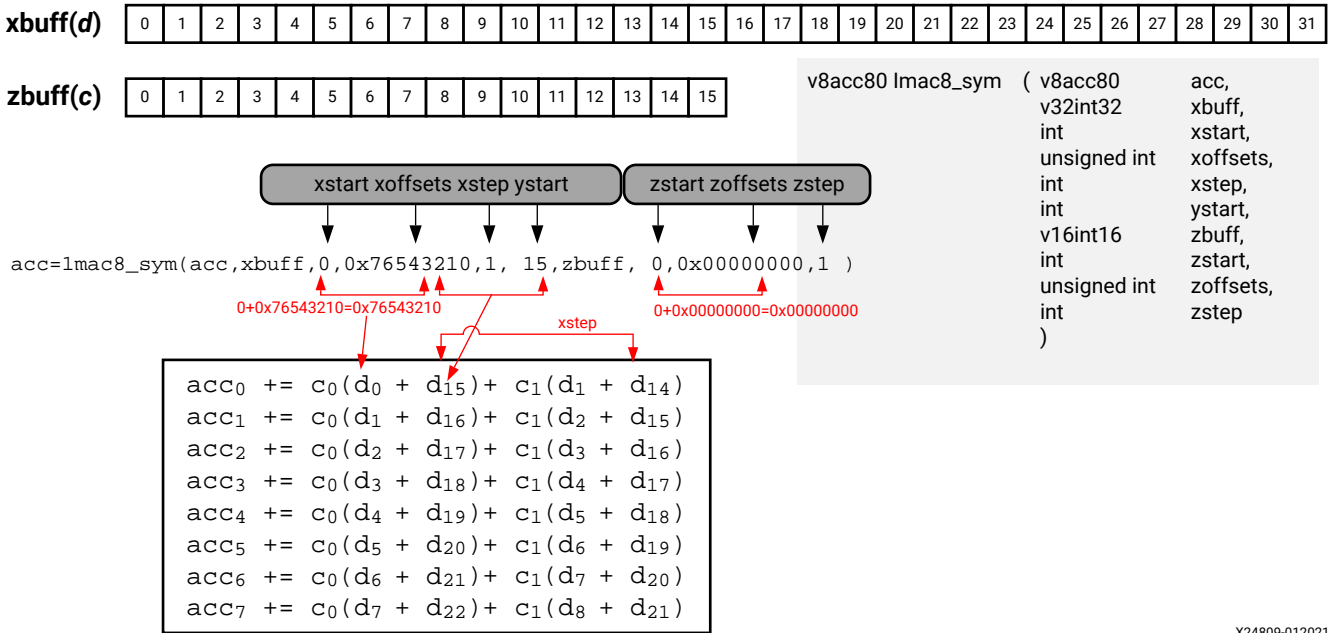 xbuff(d) 0 1 2 3 4 5 6 7 8 9 10 11 12 13 14 15 16 17 18 19 20 21 22 23 24 25 26 27 28 29 30 31
zbuff(c) 0 1 2 3 4 5 6 7 8 9 10 11 12 13 14 15
v8acc80 lmac8_sym ( v8acc80 acc,
v32int32 xbuff,
int xstart,
unsigned int xoffsets,
int xstep,
int ystart,
v16int16 zbuff,
int zstart,
unsigned int zoffsets,
int zstep
)
xstart xoffsets xstep ystart
zstart zoffsets zstep
acc=lmac8_sym(acc,xbuff,0,0x76543210,1, 15,zbuff, 0,0x00000000,1 )
0+0x76543210=0x76543210
0+0x00000000=0x00000000
xstep
acc₀ += c₀(d₀ + d₁₅)+ c₁(d₁ + d₁₄)
acc₁ += c₀(d₁ + d₁₆)+ c₁(d₂ + d₁₅)
acc₂ += c₀(d₂ + d₁₇)+ c₁(d₃ + d₁₆)
acc₃ += c₀(d₃ + d₁₈)+ c₁(d₄ + d₁₇)
acc₄ += c₀(d₄ + d₁₉)+ c₁(d₅ + d₁₈)
acc₅ += c₀(d₅ + d₂₀)+ c₁(d₆ + d₁₉)
acc₆ += c₀(d₆ + d₂₁)+ c₁(d₇ + d₂₀)
acc₇ += c₀(d₇ + d₂₂)+ c₁(d₈ + d₂₁)
X24809-012021